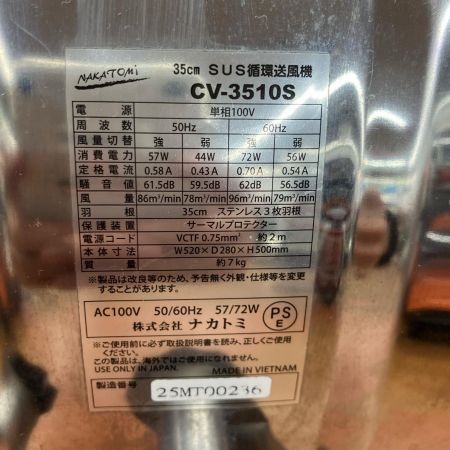 NAKATOMI 35cm SUS循環送風機
CV-3510S
電源 単相100V
周波数 50Hz 60Hz
風量切替 強 弱 強 弱
消費電力 57W 44W 72W 56W
定格電流 0.58A 0.43A 0.70A 0.54A
騒音値 61.5dB 59.5dB 62dB 56.5dB
風量 86m³/min 78m³/min 96m³/min 79m³/min
羽根 35cm ステンレス3枚羽根
保護装置 サーマルプロテクター
電源コード VCTF 0.75mm² 約2m
本体寸法 W520×D280×H500mm
質量 約7kg
※製品は改良等のため、予告無く外観・仕様等を変更
することがあります。
AC100V 50/60Hz 57/72W
株式会社 ナカトミ
PS
E
※ご使用前に必ず取扱説明書を読み、正しくご使用
ください。
この製品は、海外ではご使用になれません。
USE ONLY IN JAPAN. MADE IN VIETNAM
製造番号 25MT00236